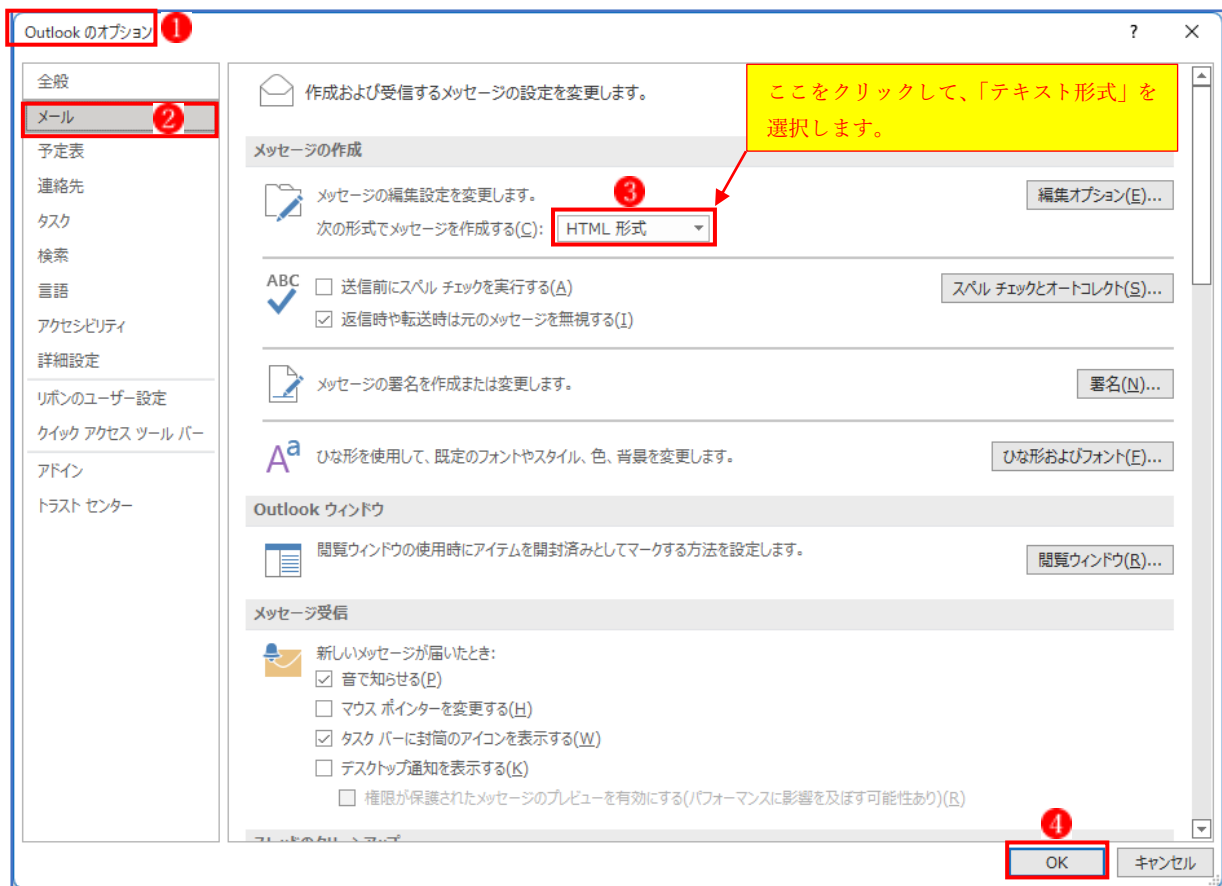 Outlook のオプション
1
?
全般
メール
2
予定表
連絡先
タスク
検索
言語
アクセシビリティ
詳細設定
リボンのユーザー設定
クイック アクセス ツール バー
アドイン
トラスト センター
作成および受信するメッセージの設定を変更します。
ここをクリックして、「テキスト形式」を
選択します。
メッセージの作成
メッセージの編集設定を変更します。
3
編集オプション(E)...
次の形式でメッセージを作成する(C):
HTML 形式
ABC
送信前にスペル チェックを実行する(A)
スペル チェックとオートコレクト(S)...
返信時や転送時は元のメッセージを無視する(I)
メッセージの署名を作成または変更します。
署名(N)...
Aa
ひな形を使用して、既定のフォントやスタイル、色、背景を変更します。
ひな形およびフォント(F)...
Outlook ウィンドウ
閲覧ウィンドウの使用時にアイテムを開封済みとしてマークする方法を設定します。
閲覧ウィンドウ(R)...
メッセージ受信
新しいメッセージが届いたとき:
音で知らせる(P)
マウス ポインターを変更する(H)
タスク バーに封筒のアイコンを表示する(W)
デスクトップ通知を表示する(K)
権限が保護されたメッセージのプレビューを有効にする(パフォーマンスに影響を及ぼす可能性あり)(R)
4
OK
キャンセル